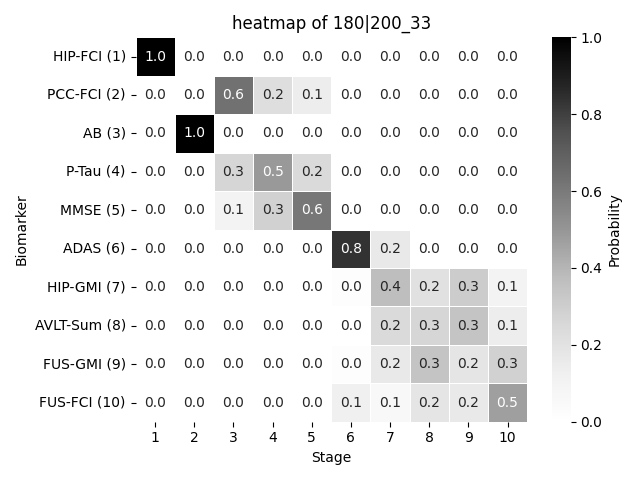 heatmap of 180|200_33
HIP-FCI (1) 1.0 0.0 0.0 0.0 0.0 0.0 0.0 0.0 0.0 0.0
PCC-FCI (2) 0.0 0.0 0.6 0.2 0.1 0.0 0.0 0.0 0.0 0.0
AB (3) 0.0 1.0 0.0 0.0 0.0 0.0 0.0 0.0 0.0 0.0
P-Tau (4) 0.0 0.0 0.3 0.5 0.2 0.0 0.0 0.0 0.0 0.0
MMSE (5) 0.0 0.0 0.1 0.3 0.6 0.0 0.0 0.0 0.0 0.0
ADAS (6) 0.0 0.0 0.0 0.0 0.0 0.8 0.2 0.0 0.0 0.0
HIP-GMI (7) 0.0 0.0 0.0 0.0 0.0 0.0 0.4 0.2 0.3 0.1
AVLT-Sum (8) 0.0 0.0 0.0 0.0 0.0 0.0 0.2 0.3 0.3 0.1
FUS-GMI (9) 0.0 0.0 0.0 0.0 0.0 0.0 0.2 0.3 0.2 0.3
FUS-FCI (10) 0.0 0.0 0.0 0.0 0.0 0.1 0.1 0.2 0.2 0.5
1 2 3 4 5 6 7 8 9 10
Stage
Biomarker
1.0
0.8
0.6
0.4
0.2
0.0
Probability